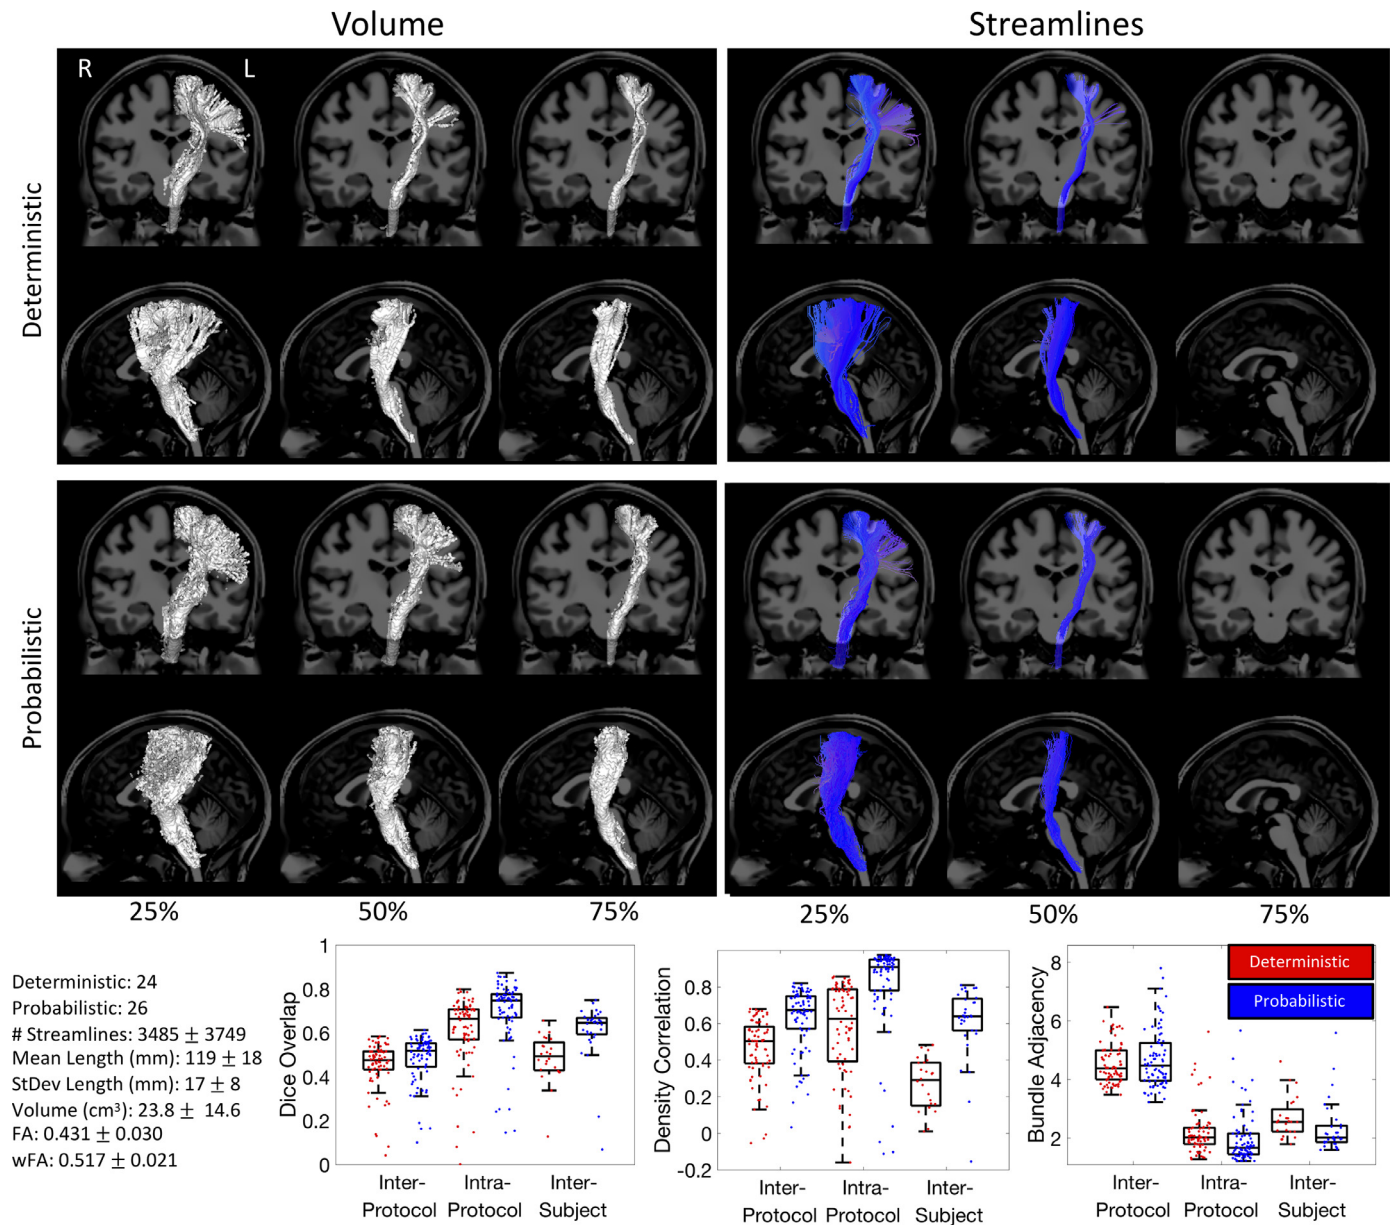 Volume
Streamlines
R
L
Deterministic
Probabilistic
25%
50%
75%
25%
50%
75%
Deterministic: 24
Probabilistic: 26
# Streamlines: 3485 ± 3749
Mean Length (mm): 119 ± 18
StDev Length (mm): 17 ± 8
Volume (cm³): 23.8 ± 14.6
FA: 0.431 ± 0.030
wFA: 0.517 ± 0.021
Dice Overlap
1
0.8
0.6
0.4
0.2
0
Inter-
Protocol
Intra-
Protocol
Inter-
Subject
Density Correlation
0.8
0.6
0.4
0.2
0
-0.2
Inter-
Protocol
Intra-
Protocol
Inter-
Subject
Bundle Adjacency
8
6
4
2
Deterministic
Probabilistic
Inter-
Protocol
Intra-
Protocol
Inter-
Subject